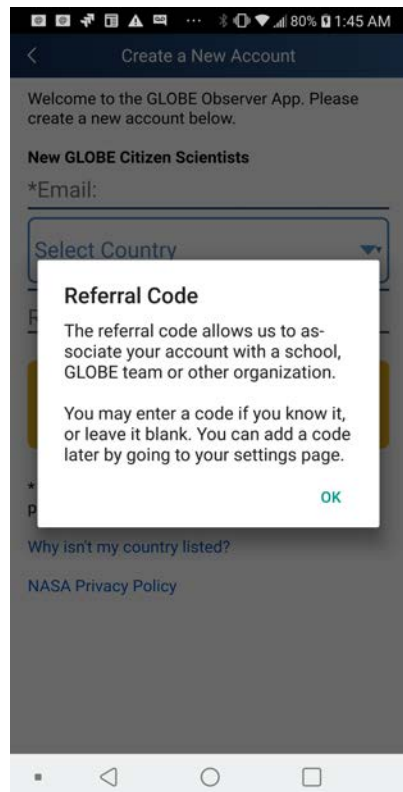 80% 1:45 AM
Create a New Account
Welcome to the GLOBE Observer App. Please
create a new account below.
New GLOBE Citizen Scientists
*Email:
Select Country
Referral Code
The referral code allows us to as-
sociate your account with a school,
GLOBE team or other organization.
You may enter a code if you know it,
or leave it blank. You can add a code
later by going to your settings page.
OK
Why isn't my country listed?
NASA Privacy Policy